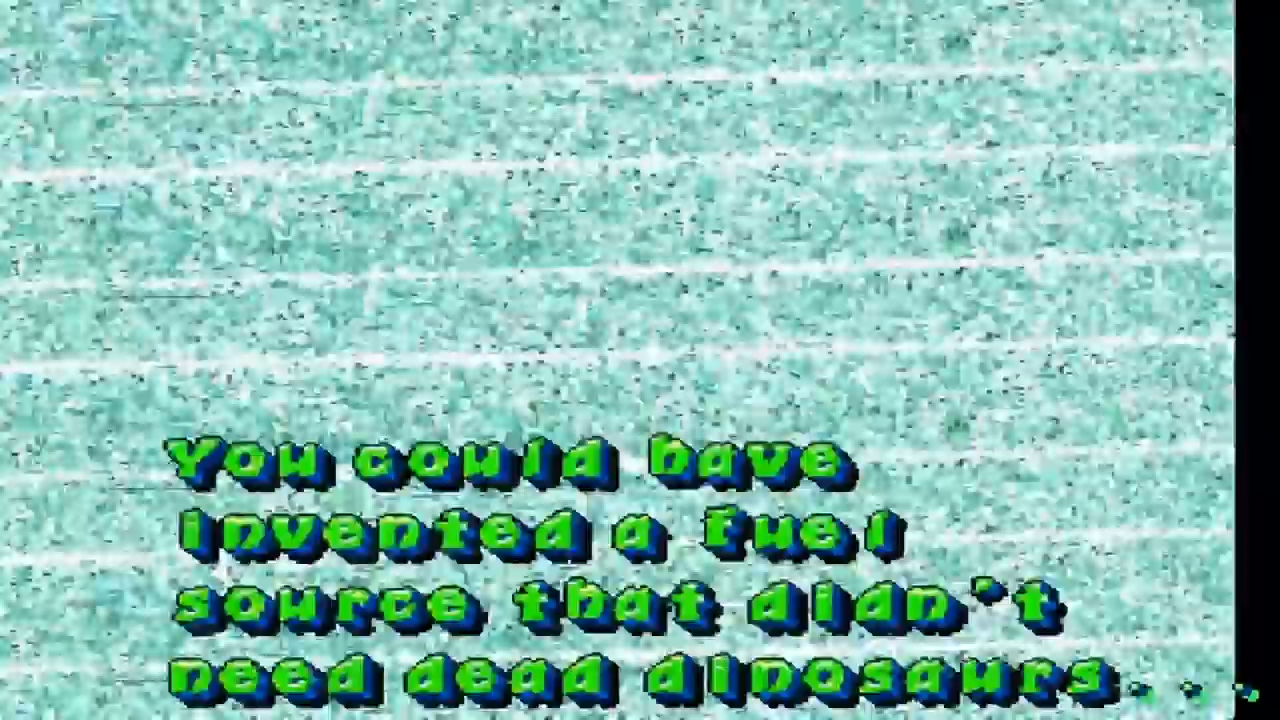 You could have
invented a fuel
source that didn't
need dead dinosaurs...